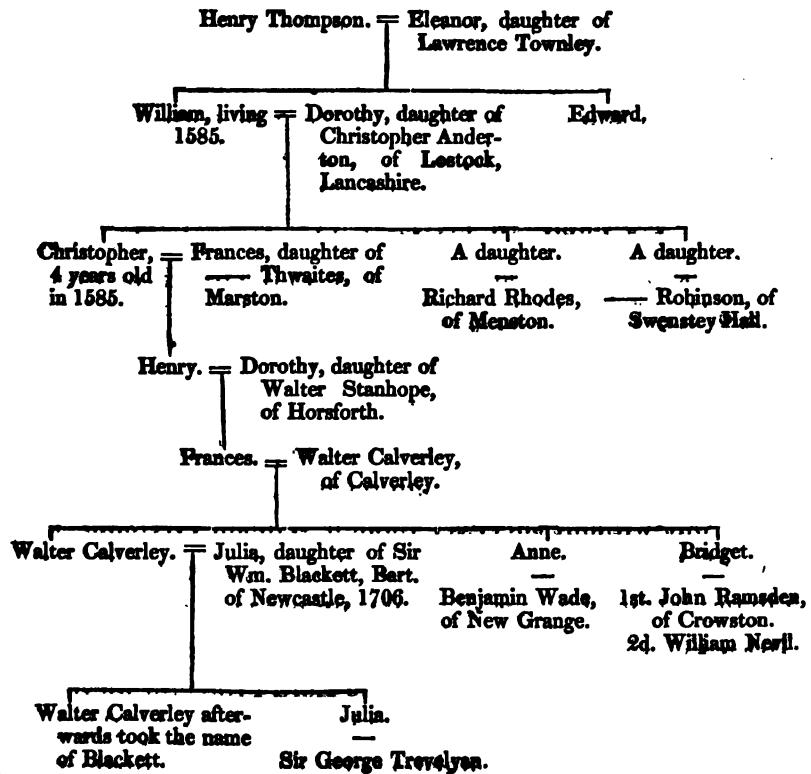 Henry Thompson. = Eleanor, daughter of
Lawrence Townley.
William, living = Dorothy, daughter of
1585.
Christopher Ander-
ton, of Lostock,
Lancashire.
Edward.
Christopher, = Frances, daughter of
4 years old
in 1585.
—— Thwaites, of
Marston.
A daughter.
—
Richard Rhodes,
of Menston.
A daughter.
—
—— Robinson, of
Swenstey Hall.
Henry. = Dorothy, daughter of
Walter Stanhope,
of Horsforth.
Frances. = Walter Calverley,
of Calverley.
Walter Calverley. = Julia, daughter of Sir
Wm. Blackett, Bart.
of Newcastle, 1706.
Anne.
—
Benjamin Wade,
of New Grange.
Bridget.
—
1st. John Ramsden,
of Crowston.
2d. William Nevil.
Walter Calverley after-
wards took the name
of Blackett.
Julia.
—
Sir George Trevelyan.